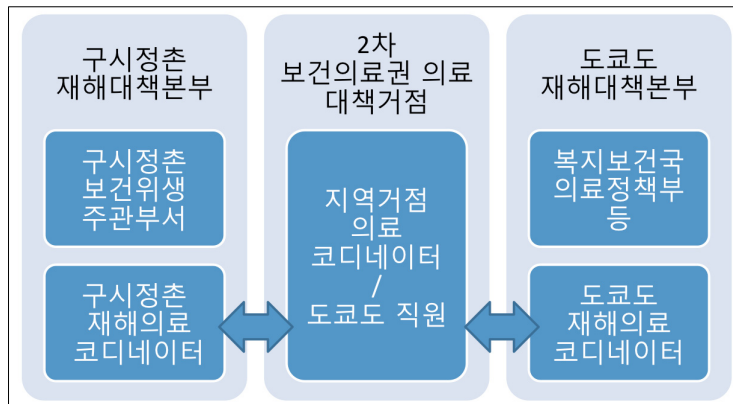 구시정촌
재해대책본부
구시정촌
보건위생
주관부서
구시정촌
재해의료
코디네이터
2차
보건의료권 의료
대책거점
지역거점
의료
코디네이터
/
도쿄도 직원
도쿄도
재해대책본부
복지보건국
의료정책부
등
도쿄도
재해의료
코디네이터